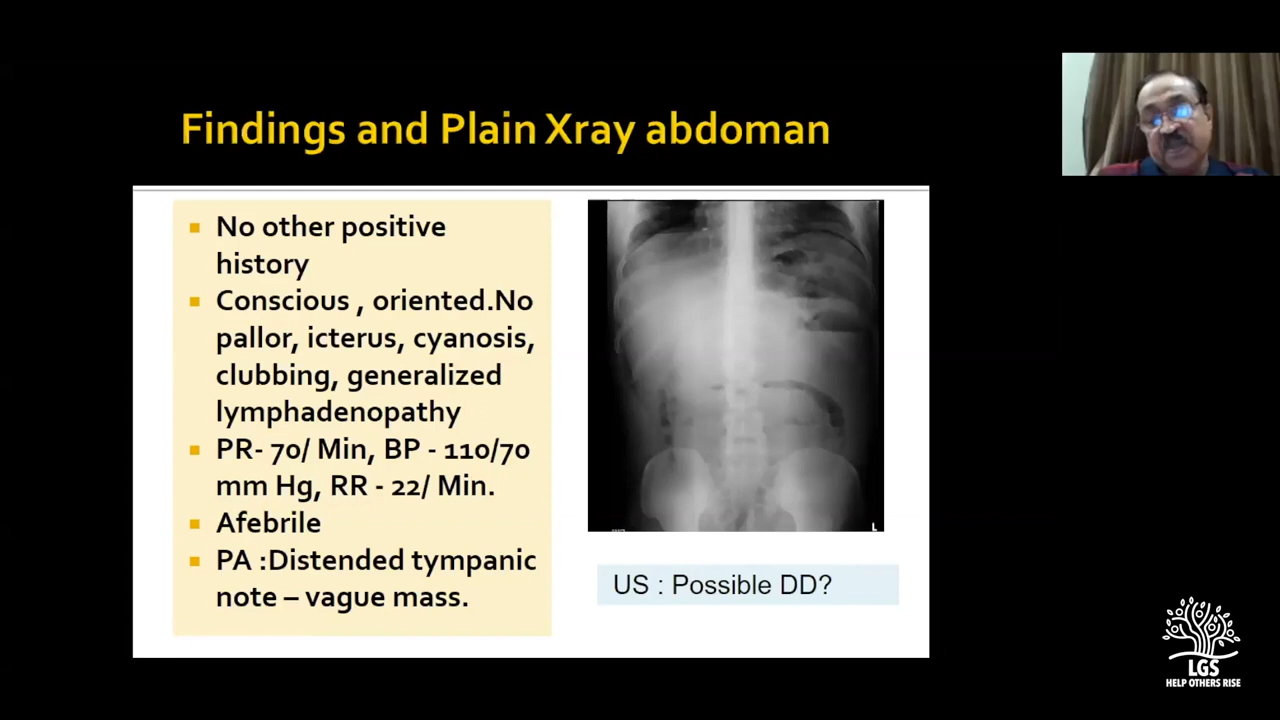 Findings and Plain Xray abdoman
No other positive
history
Conscious , oriented.No
pallor, icterus, cyanosis,
clubbing, generalized
lymphadenopathy
PR- 70/ Min, BP - 110/70
mm Hg, RR - 22/ Min.
Afebrile
PA :Distended tympanic
note – vague mass.
L
US : Possible DD?
LGS
HELP OTHERS RISE